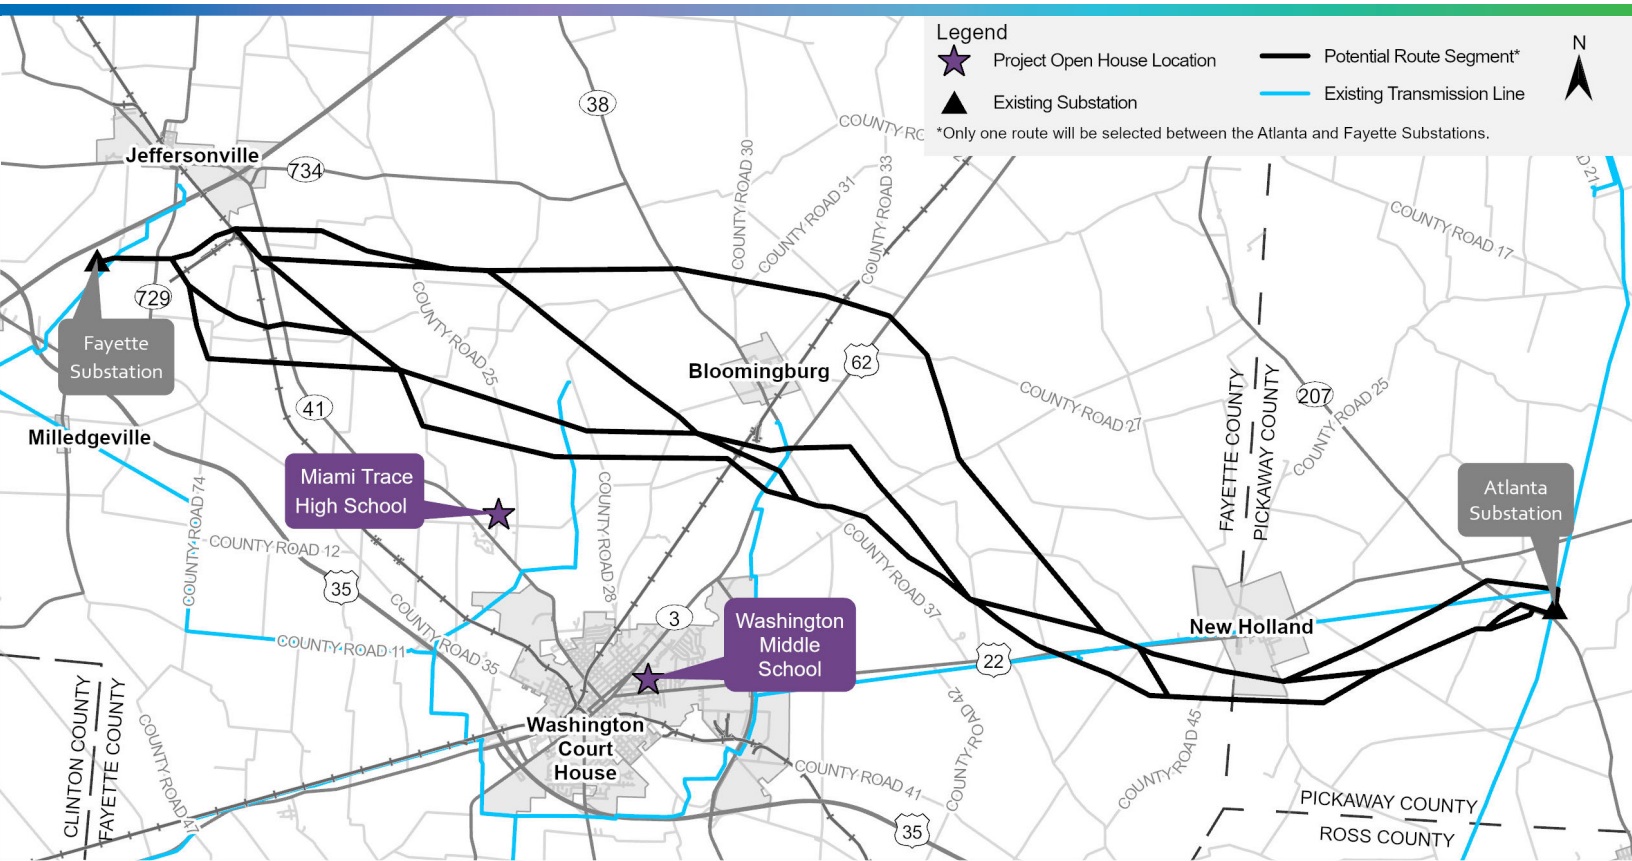 Legend
Project Open House Location
Potential Route Segment*
Existing Substation
Existing Transmission Line
*Only one route will be selected between the Atlanta and Fayette Substations.
N
38
COUNTY RO
COUNTY ROAD 30
COUNTY ROAD 31
COUNTY ROAD 33
D 21
COUNTY ROAD 17
Jeffersonville
734
729
Fayette
Substation
COUNTY ROAD 25
Bloomingburg
62
COUNTY ROAD 27
FAYETTE COUNTY
PICKAWAY COUNTY
207
COUNTY ROAD 25
41
Milledgeville
Miami Trace
High School
Atlanta
Substation
COUNTY ROAD 74
COUNTY ROAD 12
COUNTY ROAD 28
COUNTY ROAD 37
35
COUNTY ROAD 35
3
Washington
Middle
School
New Holland
COUNTY ROAD 11
22
CLINTON COUNTY
FAYETTE COUNTY
COUNTY ROAD 47
Washington
Court
House
COUNTY ROAD 42
COUNTY ROAD 45
COUNTY ROAD 41
35
PICKAWAY COUNTY
ROSS COUNTY